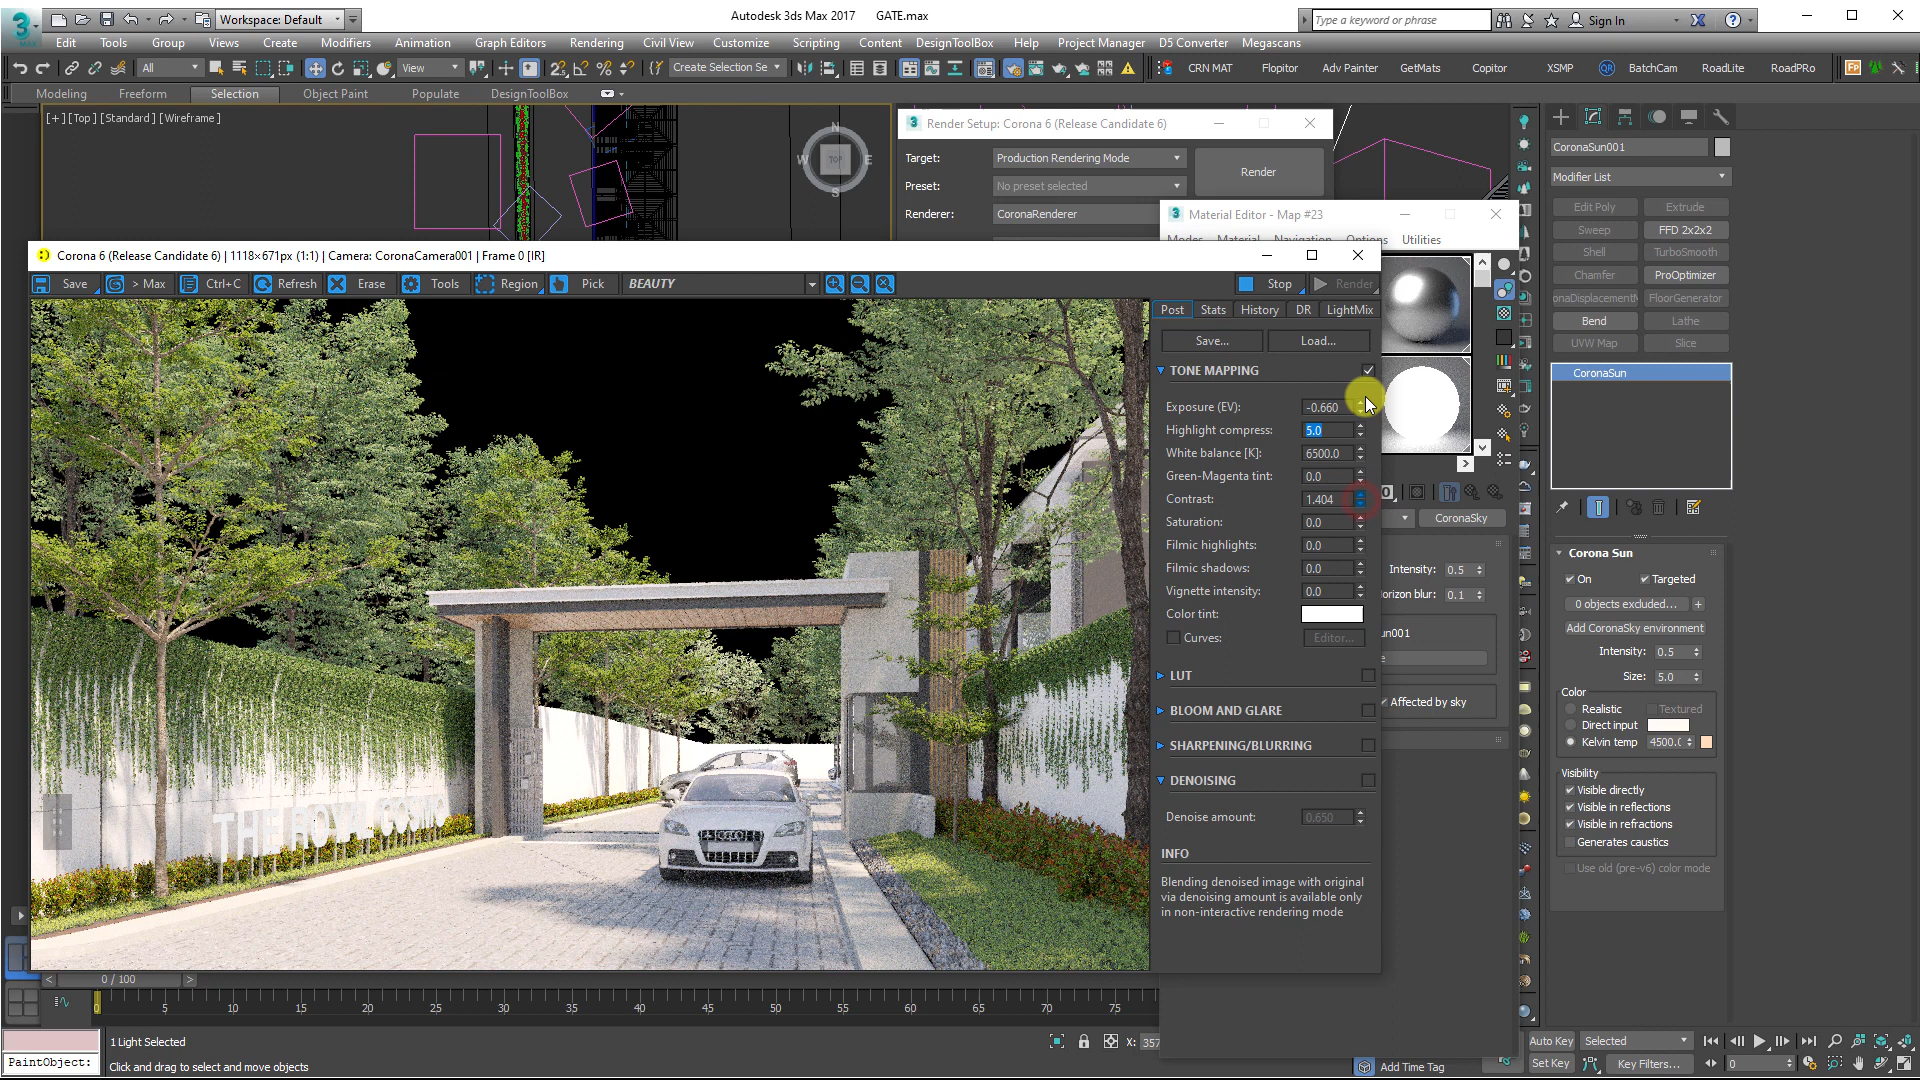 Workspace: Default
Autodesk 3ds Max 2017 GATE.max
Type a keyword or phrase
Sign In
Edit Tools Group Views Create Modifiers Animation Graph Editors Rendering Civil View Customize Scripting Content DesignToolBox Help Project Manager D5 Converter Megascans
All View Create Selection Se CRN MAT Flopitor Adv Painter GetMats Copitor XSMP BatchCam RoadLite RoadPRo
Modeling Freeform Selection Object Paint Populate DesignToolBox
[+] [Top] [Standard] [Wireframe]
N
W TOP E
S
Render Setup: Corona 6 (Release Candidate 6)
Target: Production Rendering Mode
Preset: No preset selected
Renderer: CoronaRenderer
Render
Material Editor - Map #23
Modes Material Navigation Options Utilities
Corona 6 (Release Candidate 6) | 1118×671px (1:1) | Camera: CoronaCamera001 | Frame 0 [IR]
Save > Max Ctrl+C Refresh Erase Tools Region Pick BEAUTY Stop Render
Post Stats History DR LightMix
Save... Load...
TONE MAPPING
Exposure (EV): -0.660
Highlight compress: 5.0
White balance [K]: 6500.0
Green-Magenta tint: 0.0
Contrast: 1.404
Saturation: 0.0
Filmic highlights: 0.0
Filmic shadows: 0.0
Vignette intensity: 0.0
Color tint:
Curves: Editor...
LUT
BLOOM AND GLARE
SHARPENING/BLURRING
DENOISING
Denoise amount: 0.650
INFO
Blending denoised image with original
via denoising amount is available only
in non-interactive rendering mode
THE ROYAL COSMO
CoronaSky
Intensity: 0.5
orizon blur: 0.1
un001
Affected by sky
CoronaSun001
Modifier List
Edit Poly Extrude
Sweep FFD 2x2x2
Shell TurboSmooth
Chamfer ProOptimizer
onaDisplacementM FloorGenerator
Bend Lathe
UVW Map Slice
CoronaSun
Corona Sun
On Targeted
0 objects excluded... +
Add CoronaSky environment
Intensity: 0.5
Size: 5.0
Color
Realistic Textured
Direct input
Kelvin temp 4500.(
Visibility
Visible directly
Visible in reflections
Visible in refractions
Generates caustics
Use old (pre-v6) color mode
< 0 / 100 >
0 5 10 15 20 25 30 35 40 45 50 55 60 65 70 75
PaintObject:
1 Light Selected
Click and drag to select and move objects
X: 357
Add Time Tag
Auto Key Selected
Set Key Key Filters...
0